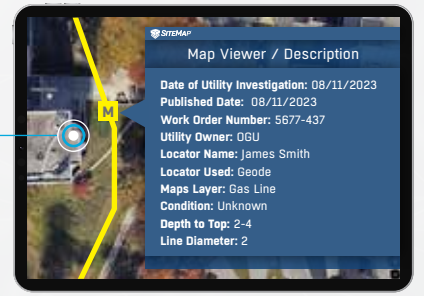 SITEMAP
Map Viewer / Description
Date of Utility Investigation: 08/11/2023
Published Date: 08/11/2023
Work Order Number: 5677-437
Utility Owner: OGU
Locator Name: James Smith
Locator Used: Geode
Maps Layer: Gas Line
Condition: Unknown
Depth to Top: 2-4
Line Diameter: 2
M